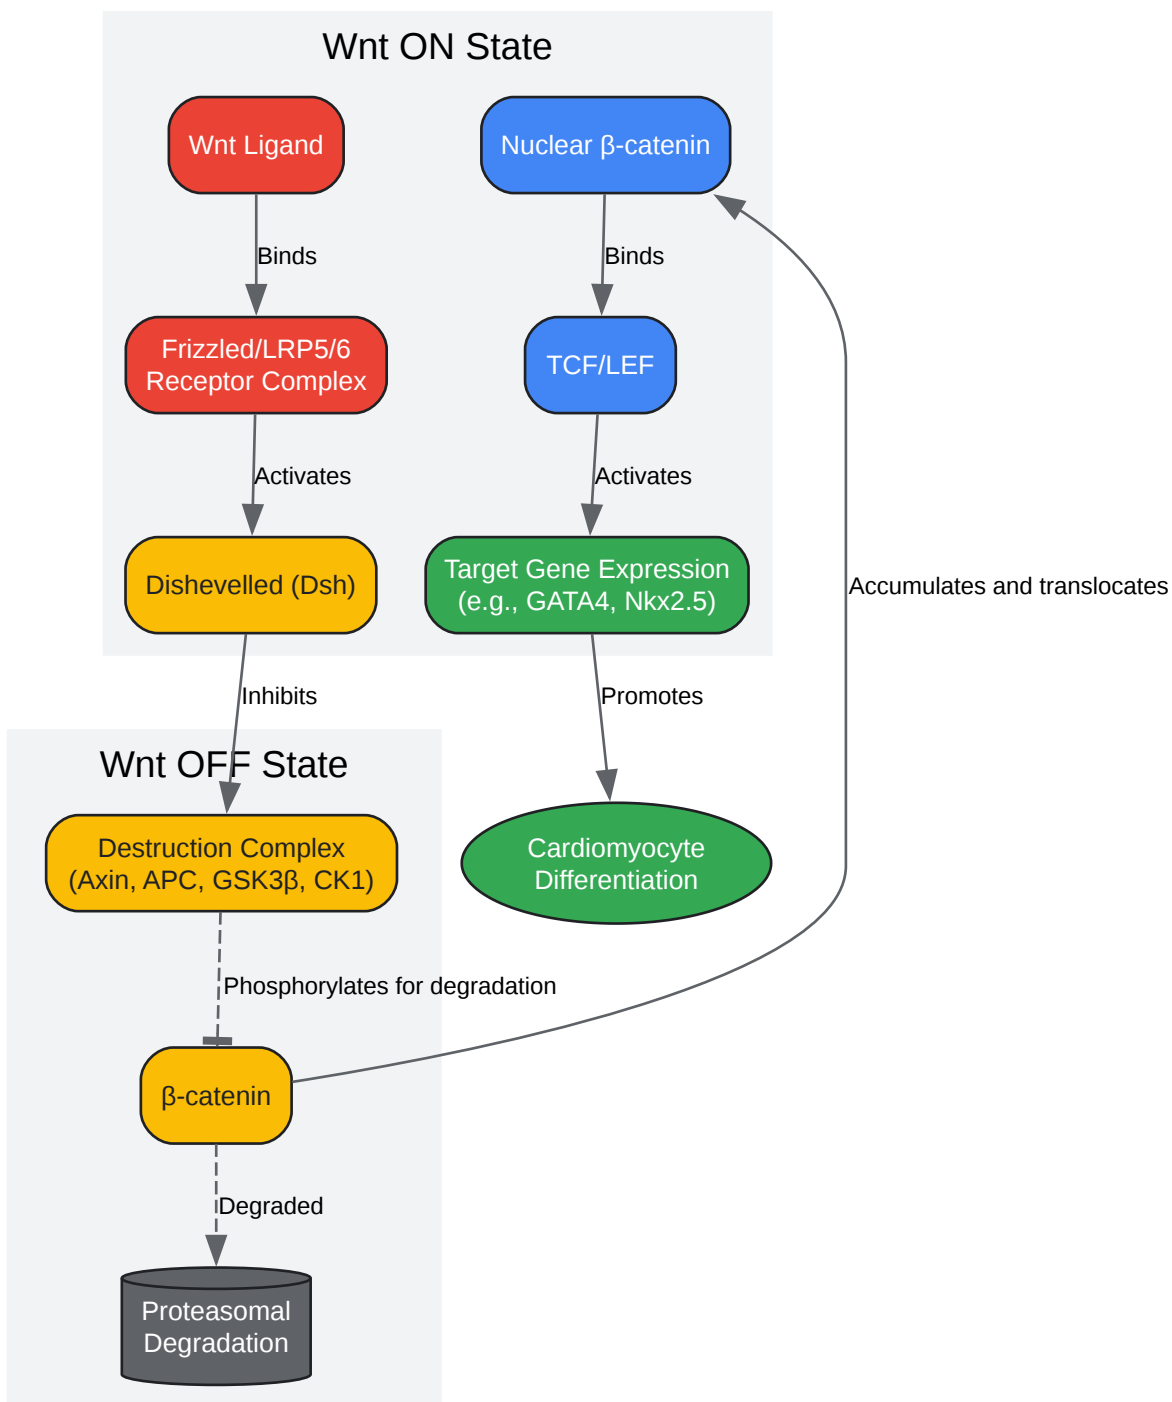 Wnt ON State
Wnt Ligand
Nuclear β-catenin
Binds
Binds
Frizzled/LRP5/6
Receptor Complex
TCF/LEF
Activates
Activates
Dishevelled (Dsh)
Target Gene Expression
(e.g., GATA4, Nkx2.5)
Accumulates and translocates
Inhibits
Promotes
Wnt OFF State
Destruction Complex
(Axin, APC, GSK3β, CK1)
Cardiomyocyte
Differentiation
Phosphorylates for degradation
β-catenin
Degraded
Proteasomal
Degradation